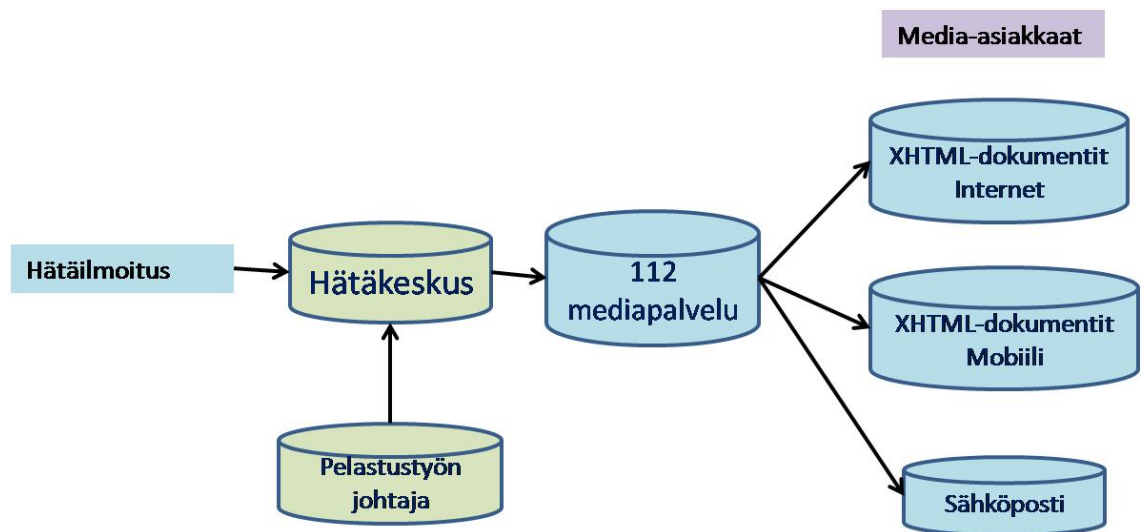 Media-asiakkaat
XHTML-dokumentit
Internet
Hätäilmoitus
Hätäkeskus
112
mediapalvelu
XHTML-dokumentit
Mobiili
Pelastustyön
johtaja
Sähköposti